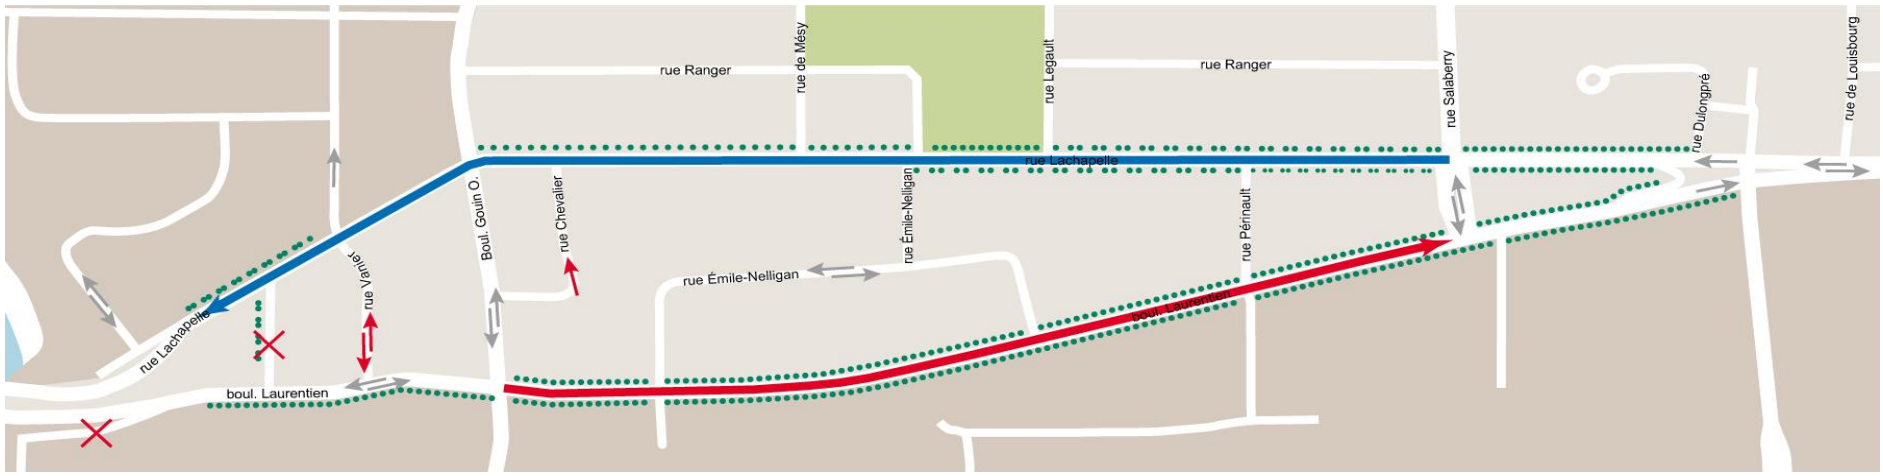 rue de Mésy
rue Legault
rue Salaberry
rue Dulongpré
rue de Louisbourg
rue Ranger
rue Ranger
rue Lachapelle
Boul. Gouin O.
rue Chevalier
rue Émile-Nelligan
rue Périnault
rue Vanier
rue Émile-Nelligan
boul. Laurentien
rue Lachapelle
boul. Laurentien